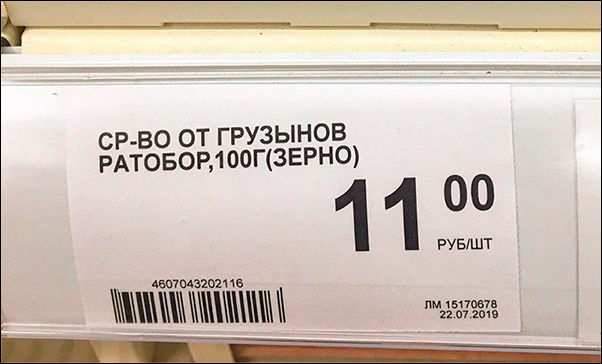 СР-ВО ОТ ГРУЗЫНОВ
РАТОБОР,100Г(ЗЕРНО)
11 00
РУБ/ШТ
4607043202116
ЛМ 15170678
22.07.2019